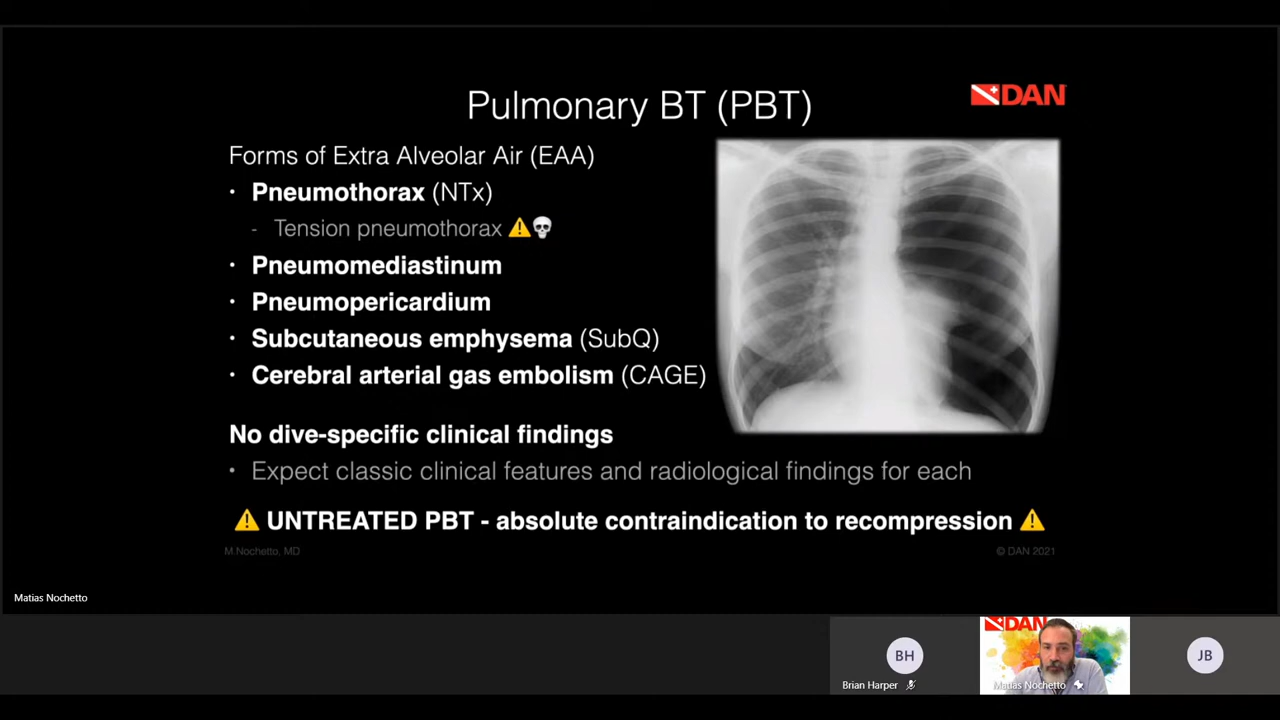 Pulmonary BT (PBT)
DAN
Forms of Extra Alveolar Air (EAA)
• Pneumothorax (NTx)
- Tension pneumothorax ⚠️💀
• Pneumomediastinum
• Pneumopericardium
• Subcutaneous emphysema (SubQ)
• Cerebral arterial gas embolism (CAGE)
No dive-specific clinical findings
• Expect classic clinical features and radiological findings for each
⚠️ UNTREATED PBT - absolute contraindication to recompression ⚠️
M Nochetto, MD
© DAN 2021
Matias Nochetto
BH
Brian Harper
DAN
Matias Nochetto
JB